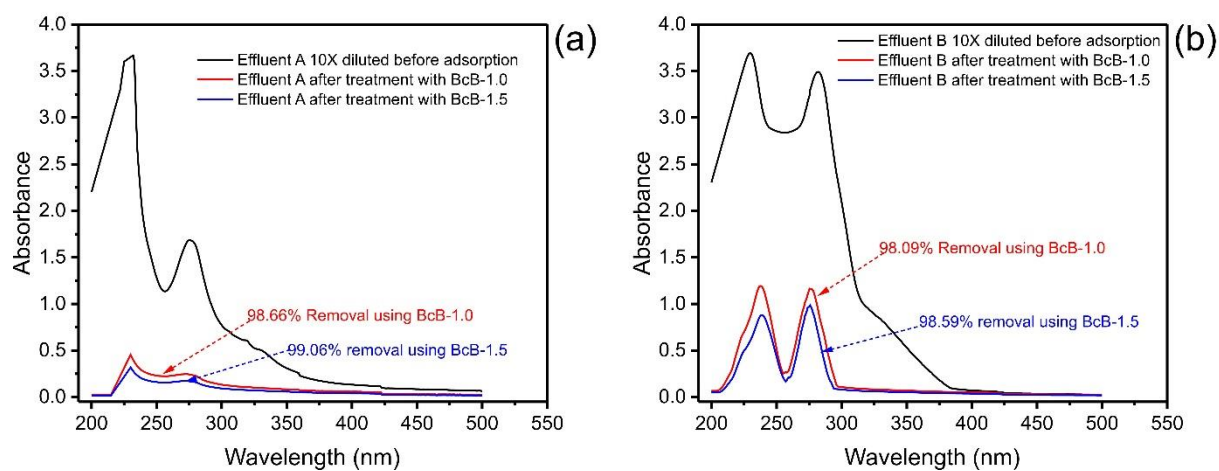 (a)
4.0
3.5
3.0
2.5
2.0
1.5
1.0
0.5
0.0
Absorbance
Effluent A 10X diluted before adsorption
Effluent A after treatment with BcB-1.0
Effluent A after treatment with BcB-1.5
98.66% Removal using BcB-1.0
99.06% removal using BcB-1.5
200 250 300 350 400 450 500 550
Wavelength (nm)
(b)
4.0
3.5
3.0
2.5
2.0
1.5
1.0
0.5
0.0
Absorbance
Effluent B 10X diluted before adsorption
Effluent B after treatment with BcB-1.0
Effluent B after treatment with BcB-1.5
98.09% Removal using BcB-1.0
98.59% removal using BcB-1.5
200 250 300 350 400 450 500 550
Wavelength (nm)